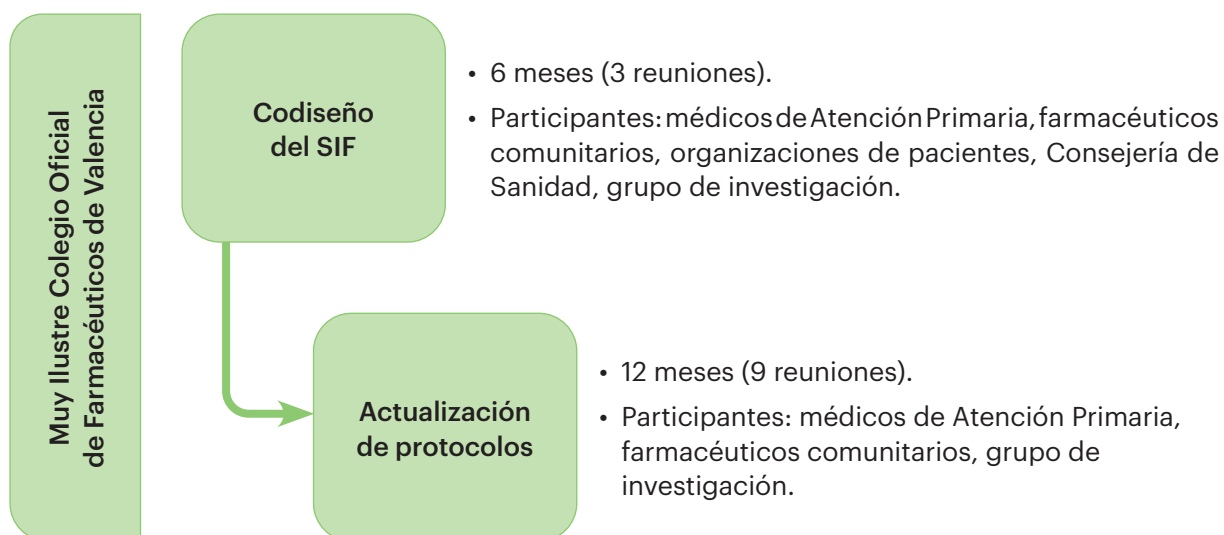 Muy Ilustre Colegio Oficial
de Farmacéuticos de Valencia
Codiseño
del SIF
• 6 meses (3 reuniones).
• Participantes: médicos de Atención Primaria, farmacéuticos
comunitarios, organizaciones de pacientes, Consejería de
Sanidad, grupo de investigación.
Actualización
de protocolos
• 12 meses (9 reuniones).
• Participantes: médicos de Atención Primaria,
farmacéuticos comunitarios, grupo de
investigación.